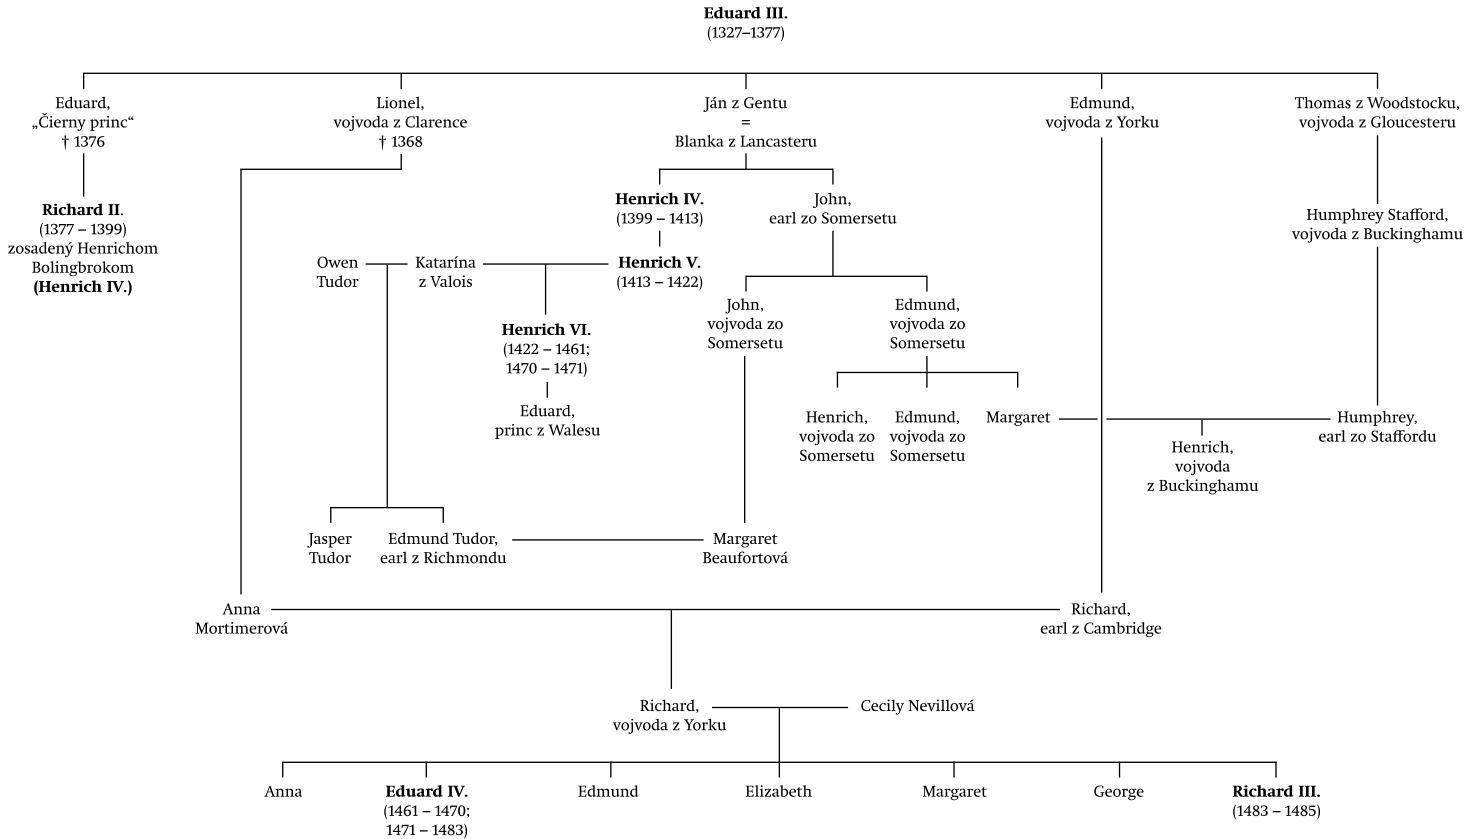 Eduard III.
(1327–1377)
Eduard,
„Čierny princ“
† 1376
Lionel,
vojvoda z Clarence
† 1368
Ján z Gentu
=
Blanka z Lancasteru
Edmund,
vojvoda z Yorku
Thomas z Woodstocku,
vojvoda z Gloucesteru
Richard II.
(1377 – 1399)
zosadený Henrichom
Bolingbrokom
(Henrich IV.)
Henrich IV.
(1399 – 1413)
John,
earl zo Somersetu
Humphrey Stafford,
vojvoda z Buckinghamu
Owen
Tudor
Katarína
z Valois
Henrich V.
(1413 – 1422)
Henrich VI.
(1422 – 1461;
1470 – 1471)
John,
vojvoda zo
Somersetu
Edmund,
vojvoda zo
Somersetu
Eduard,
princ z Walesu
Henrich,
vojvoda zo
Somersetu
Edmund,
vojvoda zo
Somersetu
Margaret
Humphrey,
earl zo Staffordu
Henrich,
vojvoda
z Buckinghamu
Jasper
Tudor
Edmund Tudor,
earl z Richmondu
Margaret
Beaufortová
Anna
Mortimerová
Richard,
earl z Cambridge
Richard,
vojvoda z Yorku
Cecily Nevillová
Anna
Eduard IV.
(1461 – 1470;
1471 – 1483)
Edmund
Elizabeth
Margaret
George
Richard III.
(1483 – 1485)